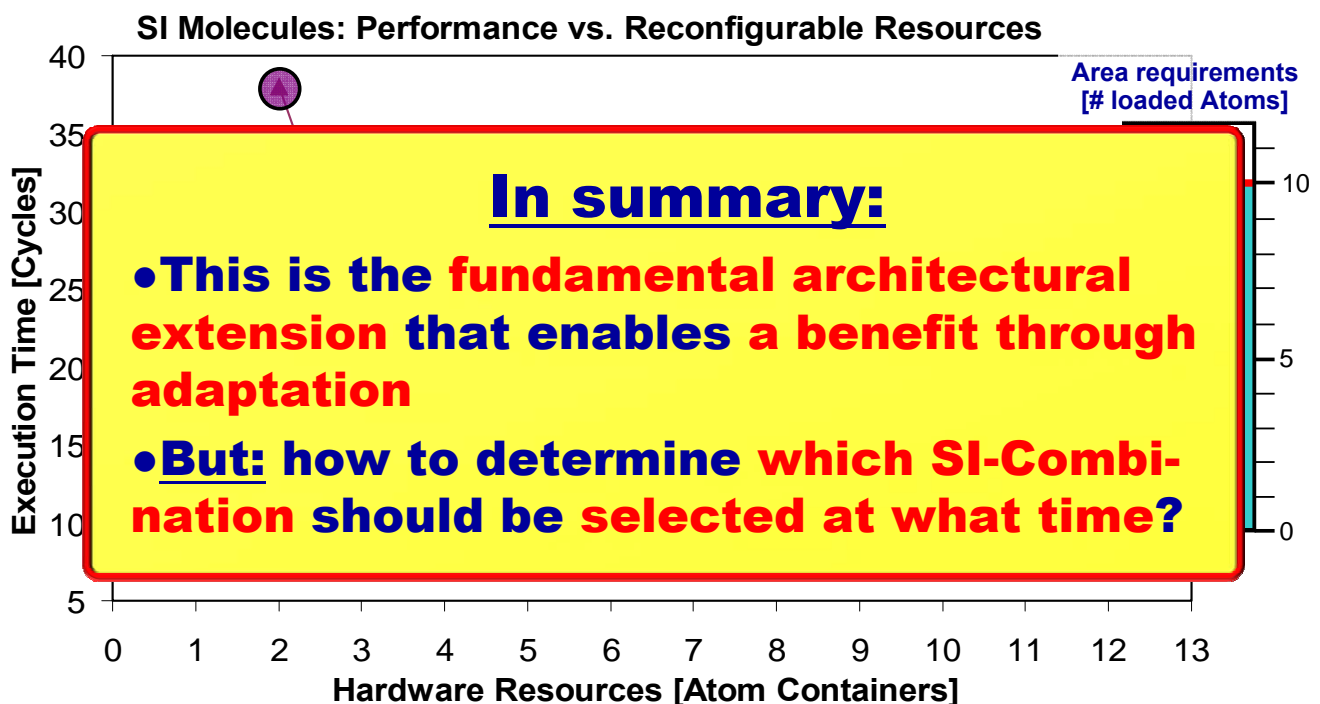 SI Molecules: Performance vs. Reconfigurable Resources
Area requirements
[# loaded Atoms]
Execution Time [Cycles]
40
35
30
25
20
15
10
5
In summary:
●This is the fundamental architectural
extension that enables a benefit through
adaptation
●But: how to determine which SI-Combi-
nation should be selected at what time?
10
5
0
0 1 2 3 4 5 6 7 8 9 10 11 12 13
Hardware Resources [Atom Containers]